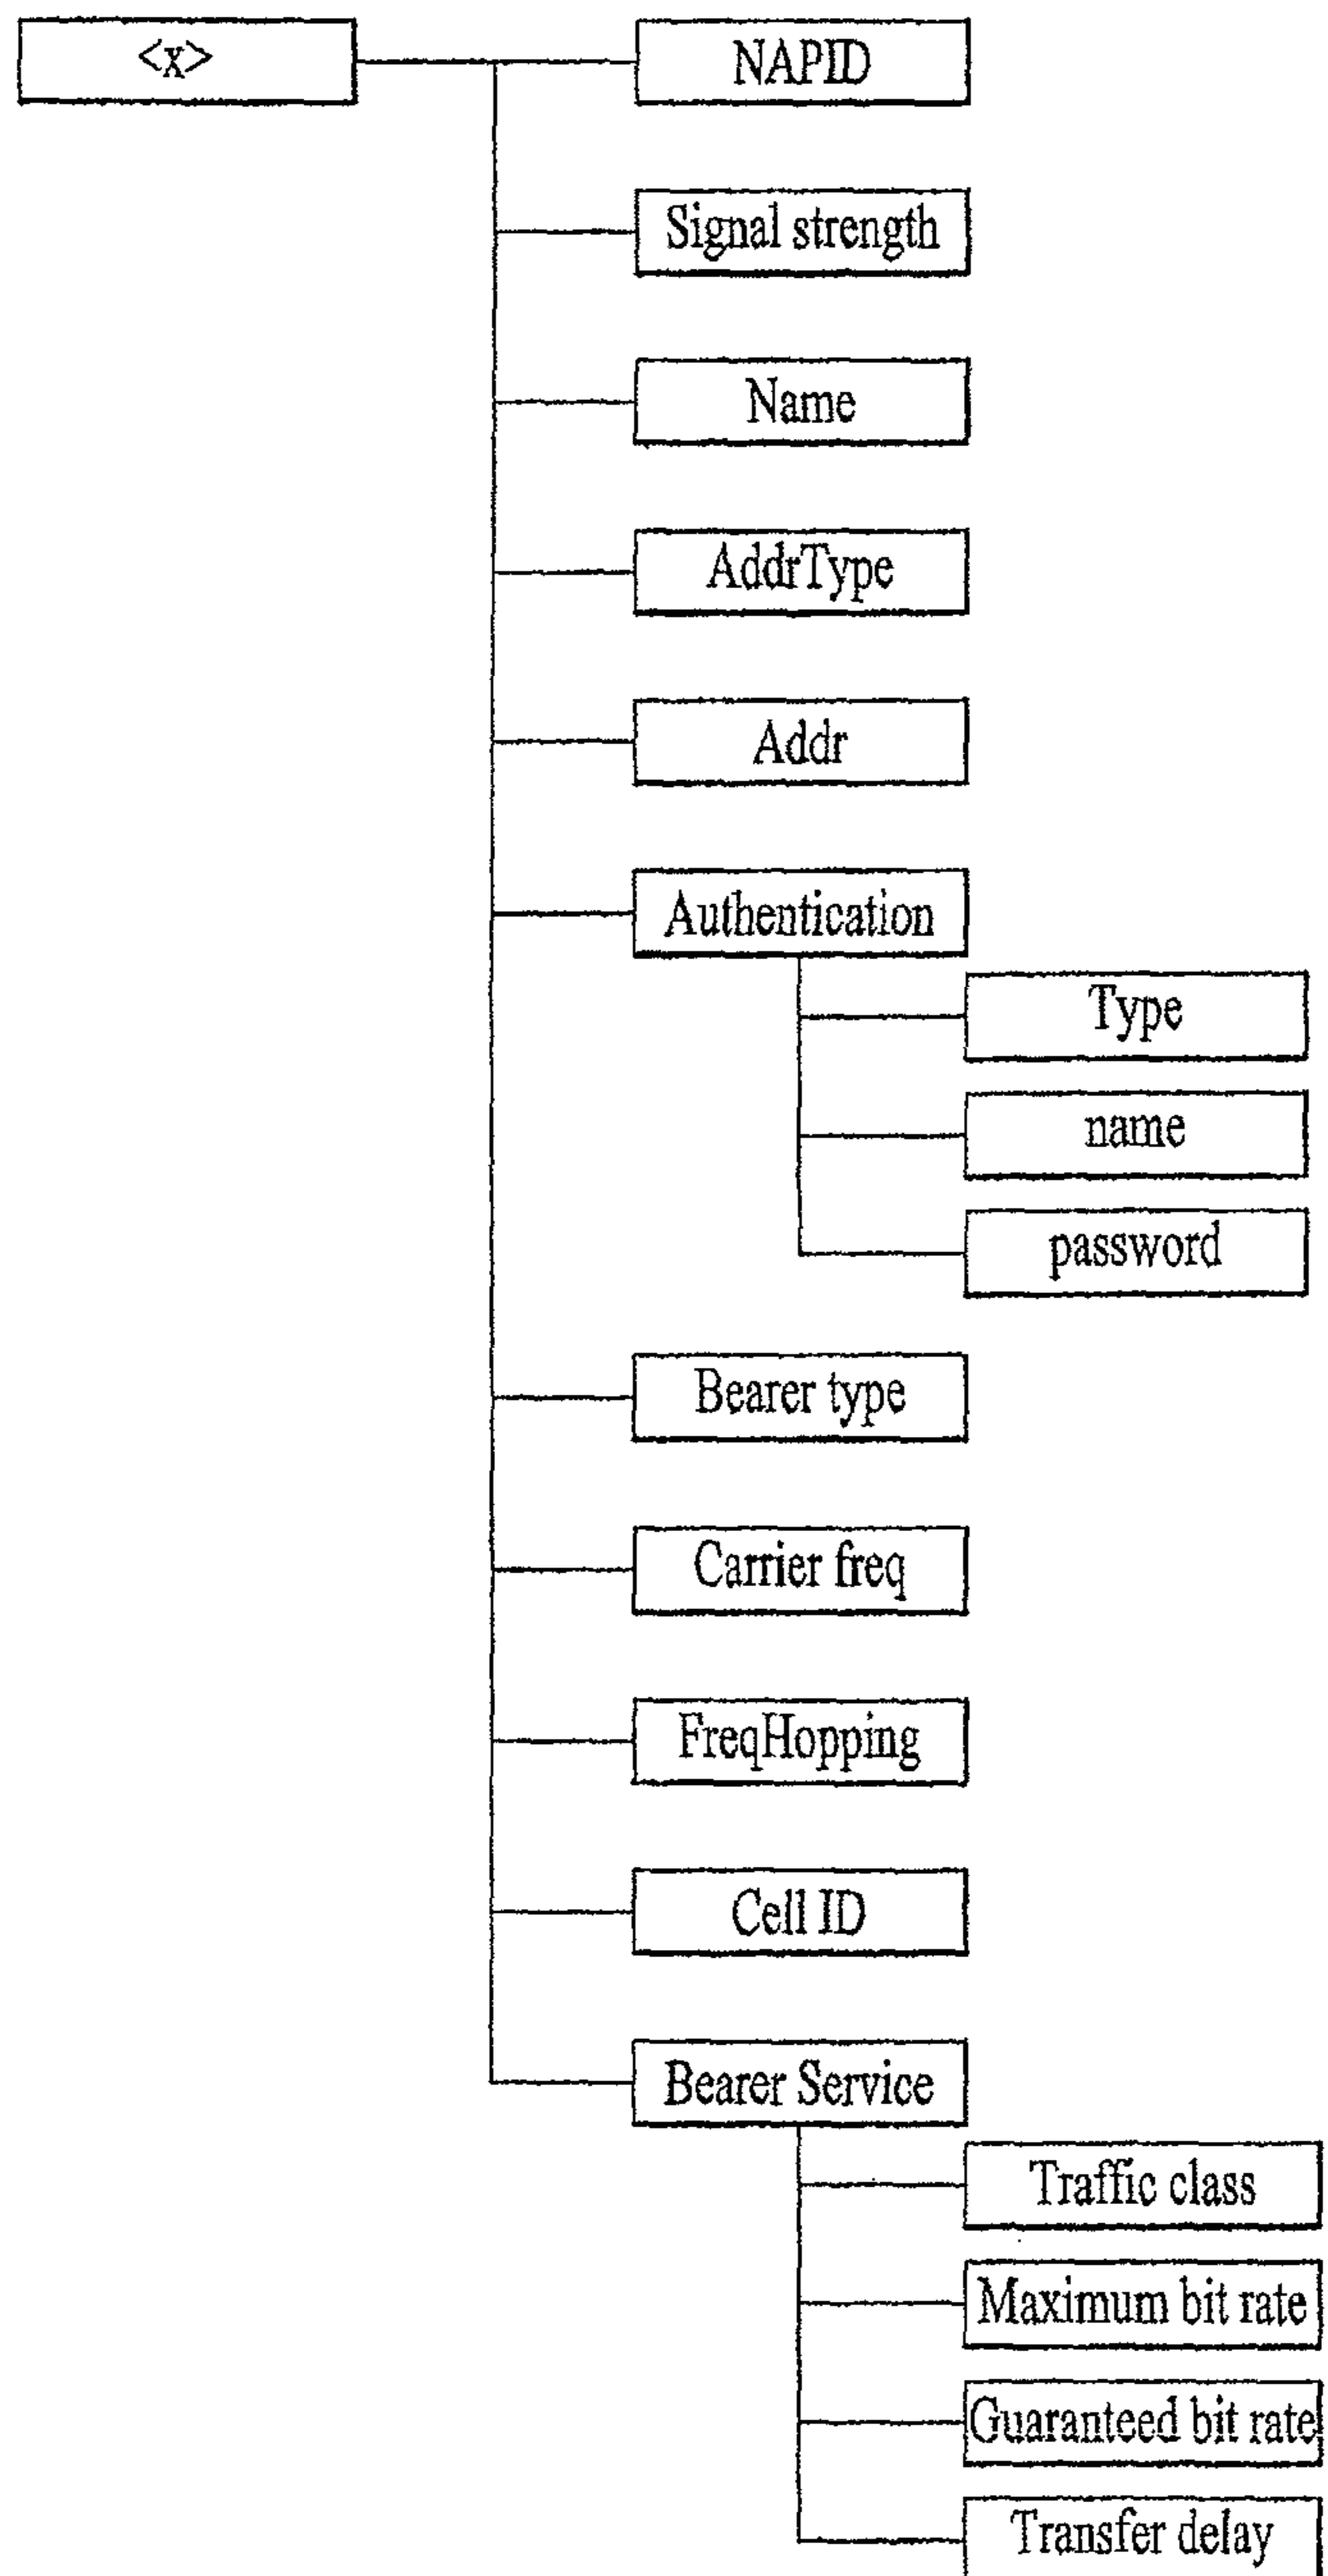 <x>
NAPID
Signal strength
Name
AddrType
Addr
Authentication
Type
name
password
Bearer type
Carrier freq
FreqHopping
Cell ID
Bearer Service
Traffic class
Maximum bit rate
Guaranteed bit rate
Transfer delay